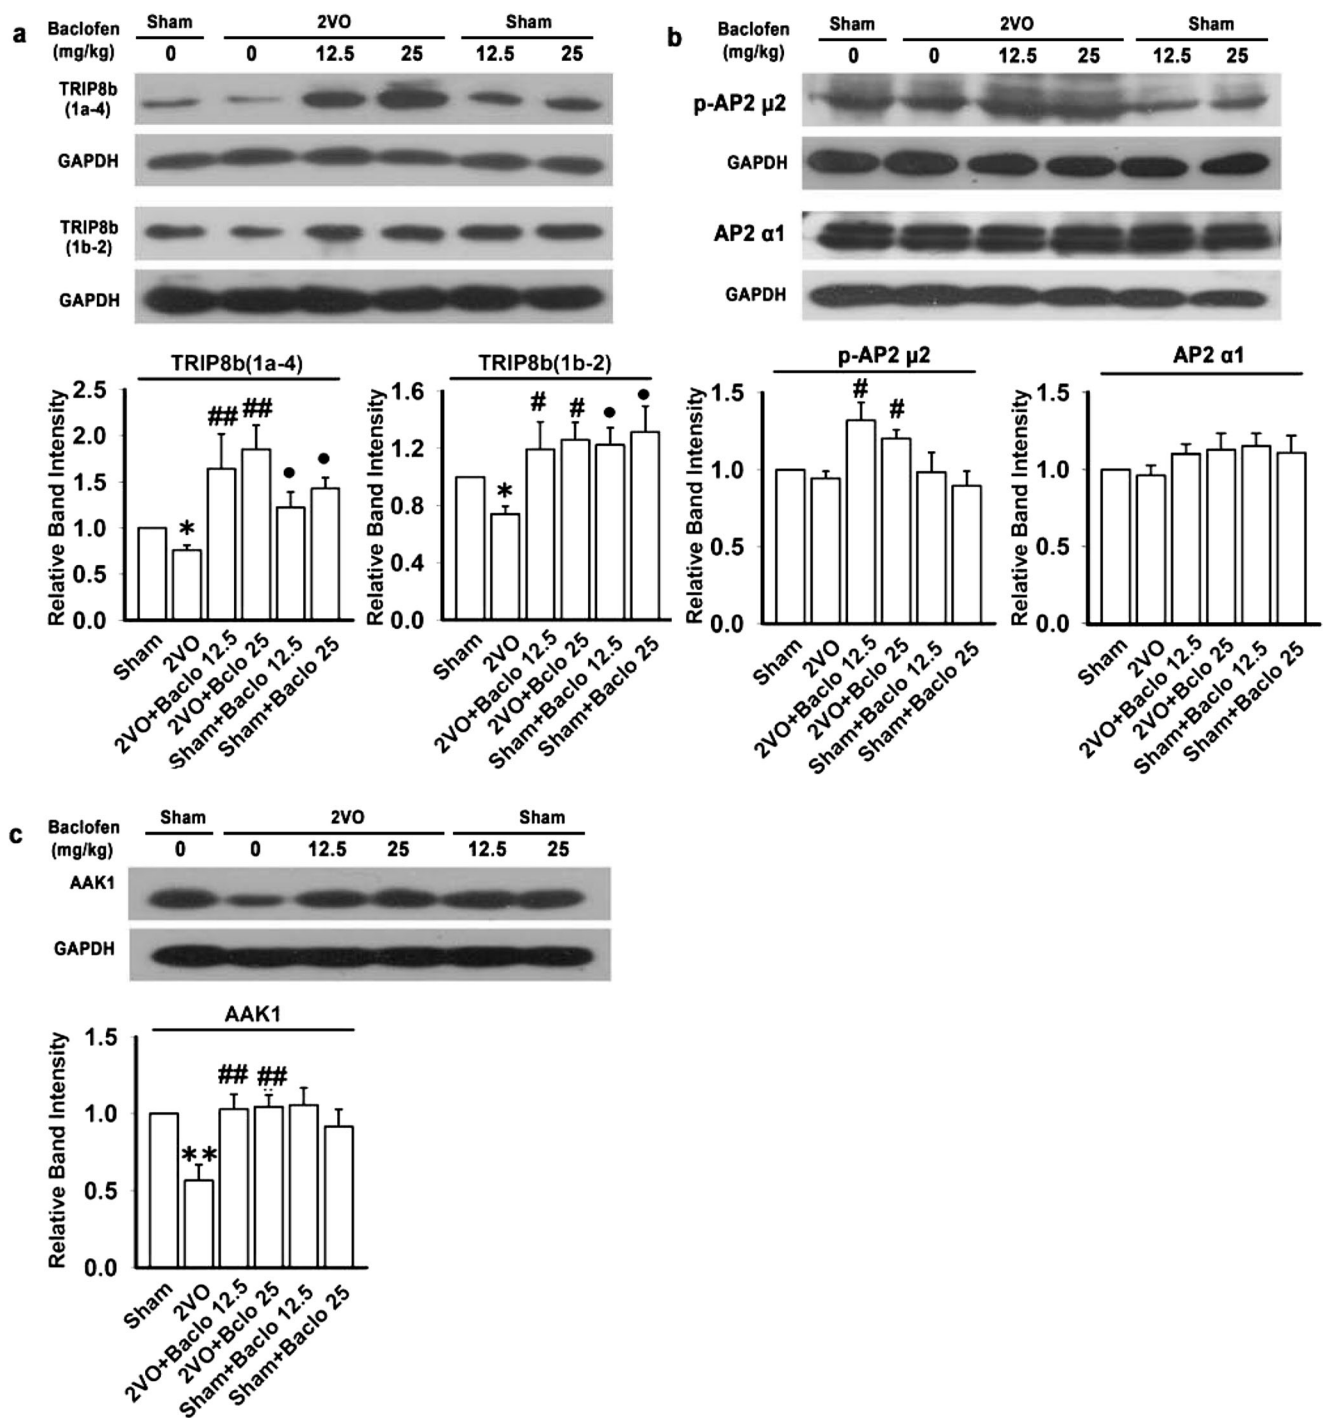 a
Baclofen
(mg/kg)
Sham 2VO Sham
0 0 12.5 25 12.5 25
TRIP8b
(1a-4)
GAPDH
TRIP8b
(1b-2)
GAPDH
TRIP8b(1a-4)
Relative Band Intensity
2.5
2.0
1.5
1.0
0.5
0.0
*
##
##
●
●
Sham
2VO
2VO+Baclo 12.5
2VO+Bclo 25
Sham+Baclo 12.5
Sham+Baclo 25
TRIP8b(1b-2)
Relative Band Intensity
1.6
1.2
0.8
0.4
0.0
*
#
#
●
●
Sham
2VO
2VO+Baclo 12.5
2VO+Bclo 25
Sham+Baclo 12.5
Sham+Baclo 25
b
Baclofen
(mg/kg)
Sham 2VO Sham
0 0 12.5 25 12.5 25
p-AP2 μ2
GAPDH
AP2 α1
GAPDH
p-AP2 μ2
Relative Band Intensity
1.5
1.0
0.5
0.0
#
#
Sham
2VO
2VO+Baclo 12.5
2VO+Bclo 25
Sham+Baclo 12.5
Sham+Baclo 25
AP2 α1
Relative Band Intensity
1.5
1.0
0.5
0.0
Sham
2VO
2VO+Baclo 12.5
2VO+Bclo 25
Sham+Baclo 12.5
Sham+Baclo 25
c
Baclofen
(mg/kg)
Sham 2VO Sham
0 0 12.5 25 12.5 25
AAK1
GAPDH
AAK1
Relative Band Intensity
1.5
1.0
0.5
0.0
**
##
##
Sham
2VO
2VO+Baclo 12.5
2VO+Bclo 25
Sham+Baclo 12.5
Sham+Baclo 25